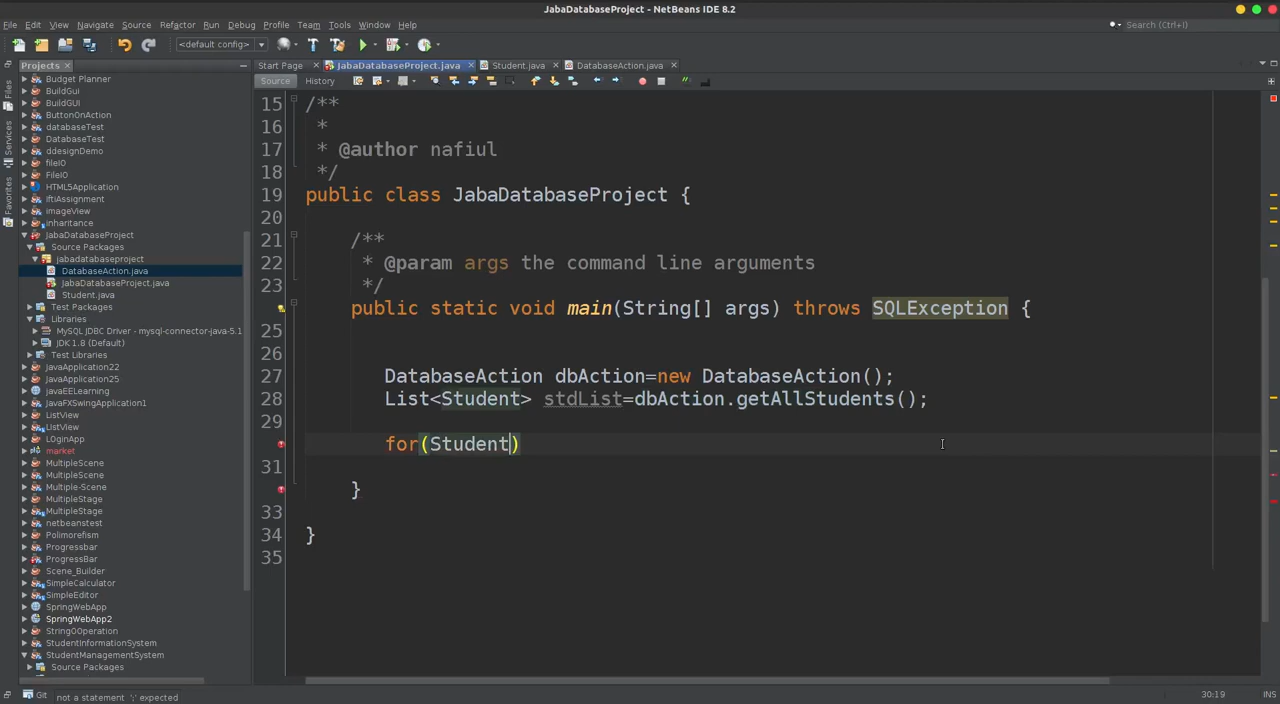 JabaDatabaseProject - NetBeans IDE 8.2
File Edit View Navigate Source Refactor Run Debug Profile Team Tools Window Help
Search (Ctrl+I)
<default config>
Projects
Start Page JabaDatabaseProject.java Student.java DatabaseAction.java
Source History
Files
Services
Favorites
Budget Planner
BuildGui
BuildGUI
ButtonOnAction
databaseTest
DatabaseTest
ddesignDemo
fileIO
FileIO
HTML5Application
IftiAssignment
imageView
inheritance
JabaDatabaseProject
Source Packages
jabadatabaseproject
DatabaseAction.java
JabaDatabaseProject.java
Student.java
Test Packages
Libraries
MySQL JDBC Driver - mysql-connector-java-5.1
JDK 1.8 (Default)
Test Libraries
JavaApplication22
JavaApplication25
javaEELearning
JavaFXSwingApplication1
ListView
ListView
LOginApp
market
MultipleScene
Multiple-Scene
MultipleStage
MultipleStage
netbeanstest
Polimorefism
Progressbar
ProgressBar
Scene_Builder
SimpleCalculator
SimpleEditor
SpringWebApp
SpringWebApp2
StringOOperation
StudentInformationSystem
StudentManagementSystem
Source Packages
15 /**
16 *
17 * @author nafiul
18 */
19 public class JabaDatabaseProject {
20
21 /**
22 * @param args the command line arguments
23 */
public static void main(String[] args) throws SQLException {
25
26
27 DatabaseAction dbAction=new DatabaseAction();
28 List<Student> stdList=dbAction.getAllStudents();
29
for(Student)
31
}
33
34 }
35
Git not a statement ';' expected 30:19 INS